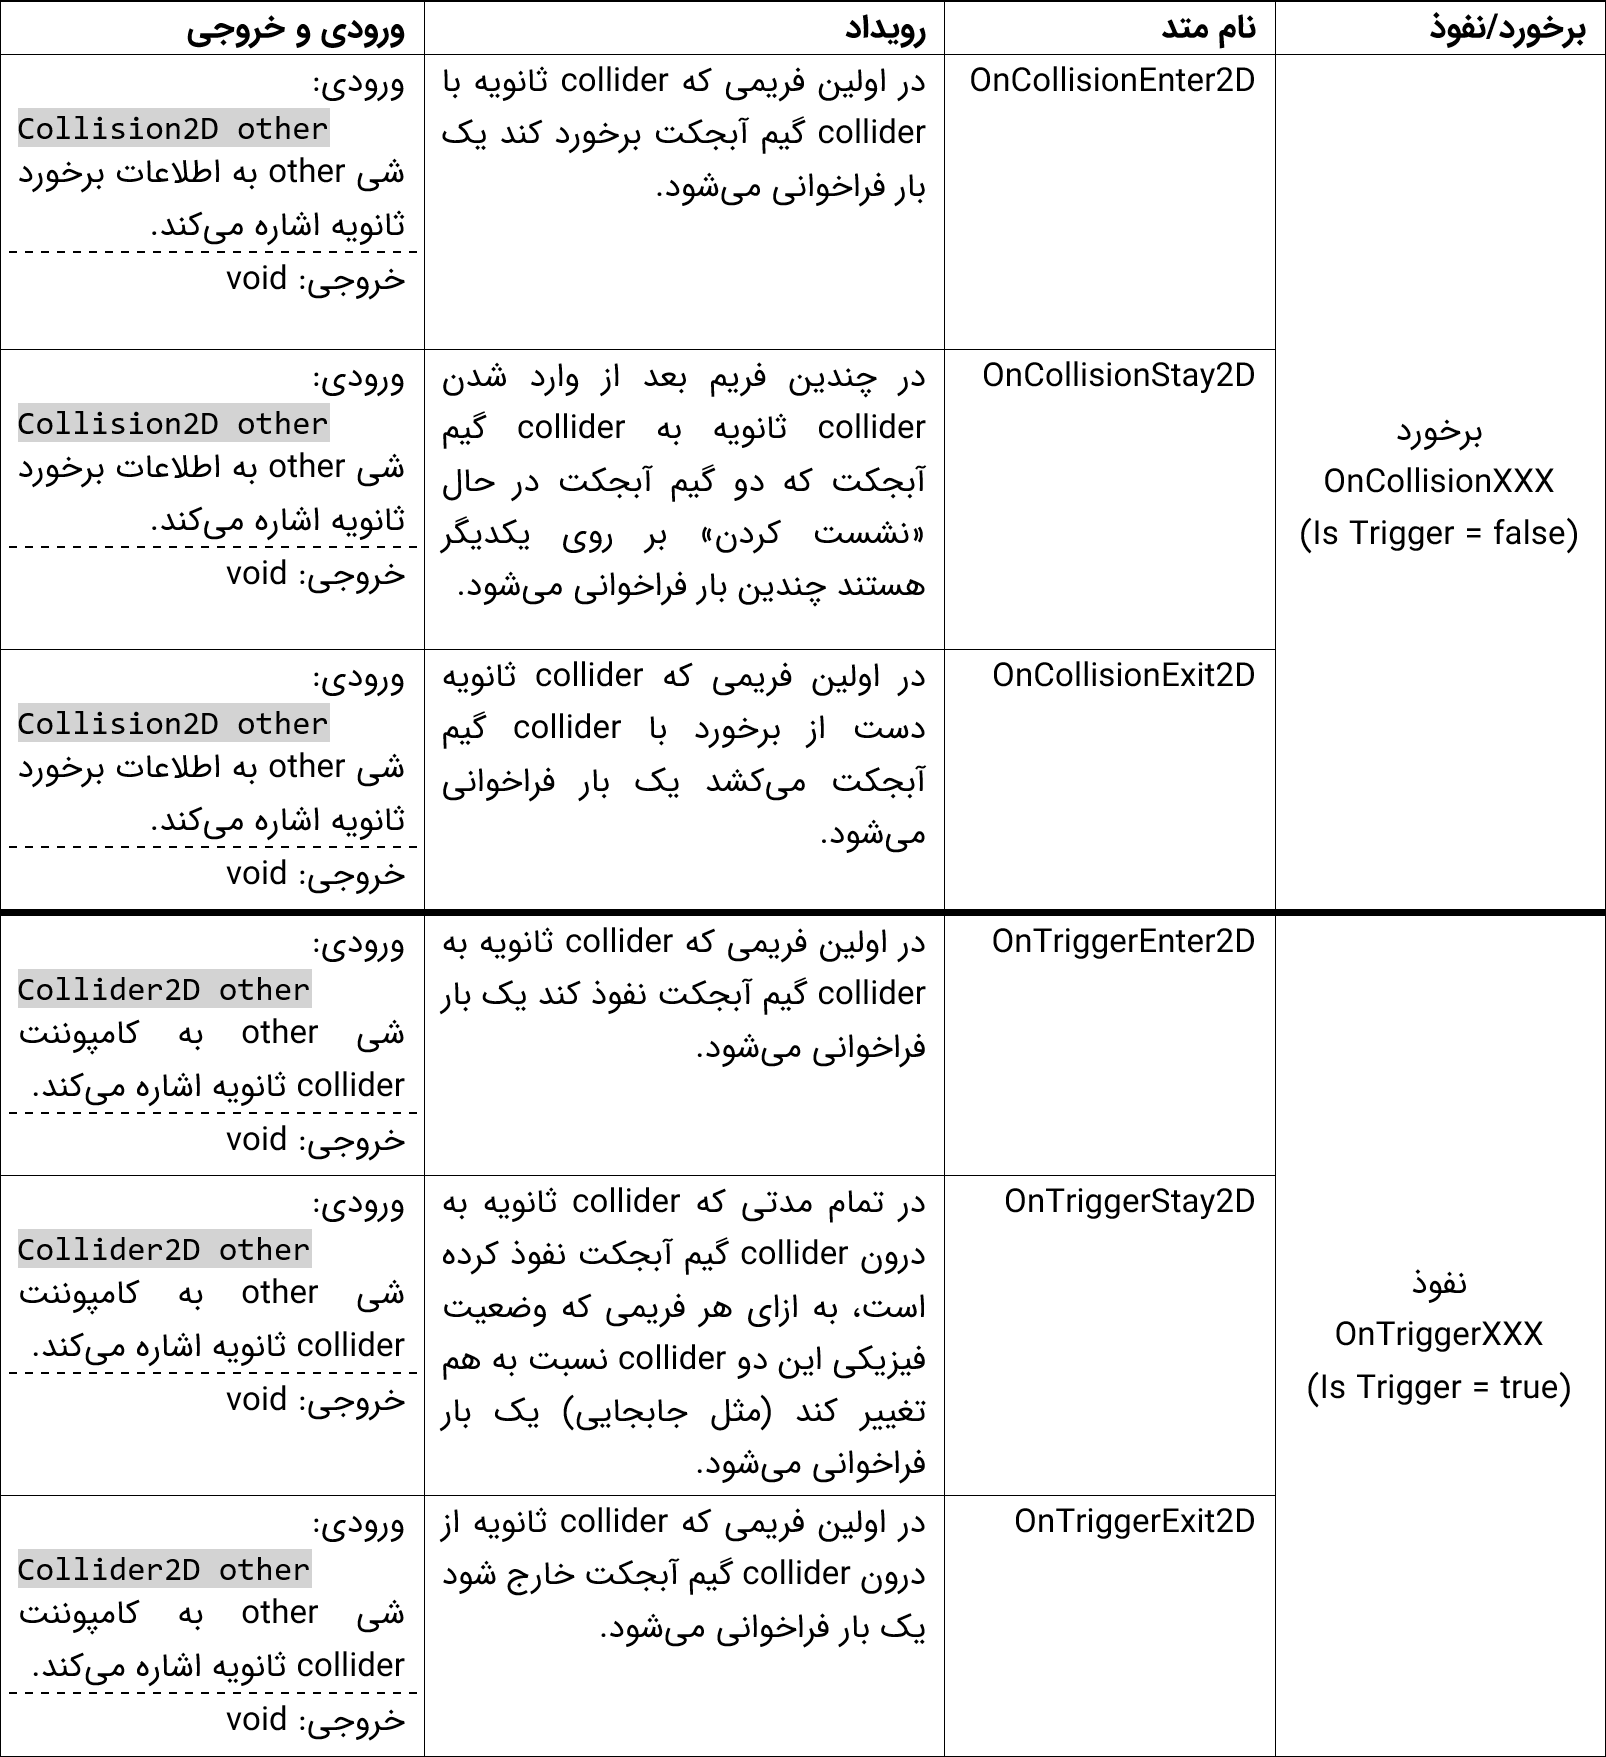 برخورد/نفوذ
نام متد
رویداد
ورودی و خروجی
برخورد
OnCollisionXXX
(Is Trigger = false)
OnCollisionEnter2D
در اولین فریمی که collider ثانویه با
collider گیم آبجکت برخورد کند یک
بار فراخوانی می‌شود.
ورودی:
Collision2D other
شی other به اطلاعات برخورد
ثانویه اشاره می‌کند.
خروجی: void
OnCollisionStay2D
در چندین فریم بعد از وارد شدن
collider ثانویه به collider گیم
آبجکت که دو گیم آبجکت در حال
«نشست کردن» بر روی یکدیگر
هستند چندین بار فراخوانی می‌شود.
ورودی:
Collision2D other
شی other به اطلاعات برخورد
ثانویه اشاره می‌کند.
خروجی: void
OnCollisionExit2D
در اولین فریمی که collider ثانویه
دست از برخورد با collider گیم
آبجکت می‌کشد یک بار فراخوانی
می‌شود.
ورودی:
Collision2D other
شی other به اطلاعات برخورد
ثانویه اشاره می‌کند.
خروجی: void
نفوذ
OnTriggerXXX
(Is Trigger = true)
OnTriggerEnter2D
در اولین فریمی که collider ثانویه به
collider گیم آبجکت نفوذ کند یک بار
فراخوانی می‌شود.
ورودی:
Collider2D other
شی other به کامپوننت
collider ثانویه اشاره می‌کند.
خروجی: void
OnTriggerStay2D
در تمام مدتی که collider ثانویه به
درون collider گیم آبجکت نفوذ کرده
است، به ازای هر فریمی که وضعیت
فیزیکی این دو collider نسبت به هم
تغییر کند (مثل جابجایی) یک بار
فراخوانی می‌شود.
ورودی:
Collider2D other
شی other به کامپوننت
collider ثانویه اشاره می‌کند.
خروجی: void
OnTriggerExit2D
در اولین فریمی که collider ثانویه از
درون collider گیم آبجکت خارج شود
یک بار فراخوانی می‌شود.
ورودی:
Collider2D other
شی other به کامپوننت
collider ثانویه اشاره می‌کند.
خروجی: void